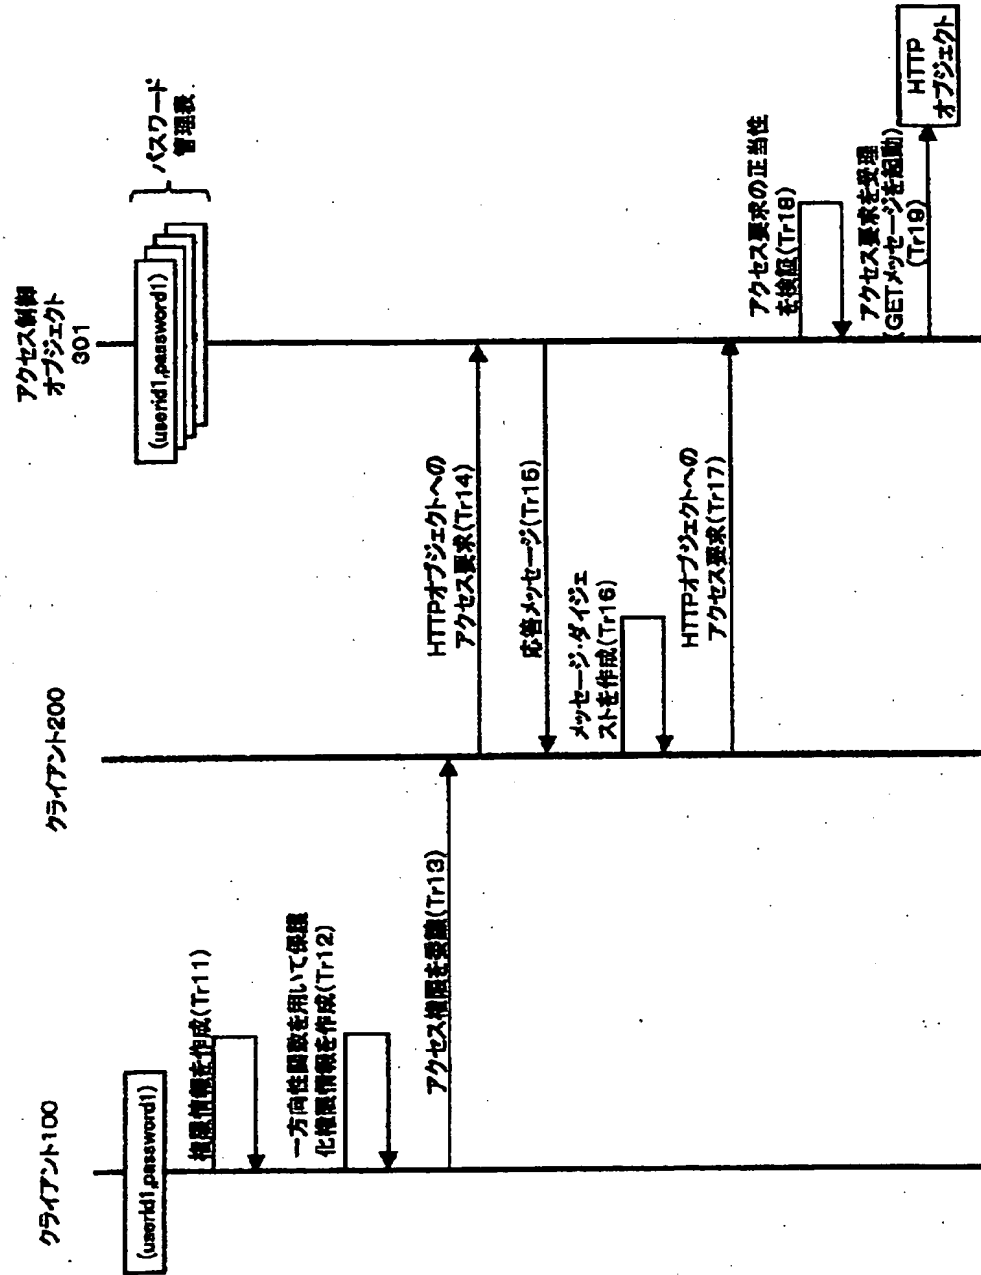 クライアント100
クライアント200
アクセス制御
オブジェクト
301
(userid1,password1)
(userid1,password1)
パスワード
管理表
権限情報を作成(Tr11)
一方向性関数を用いて保護
化権限情報を作成(Tr12)
アクセス権限を委譲(Tr13)
HTTPオブジェクトへの
アクセス要求(Tr14)
応答メッセージ(Tr15)
メッセージ・ダイジェ
ストを作成(Tr16)
HTTPオブジェクトへの
アクセス要求(Tr17)
アクセス要求の正当性
を検証(Tr18)
アクセス要求を受理
(GETメッセージを起動)
(Tr19)
HTTP
オブジェクト